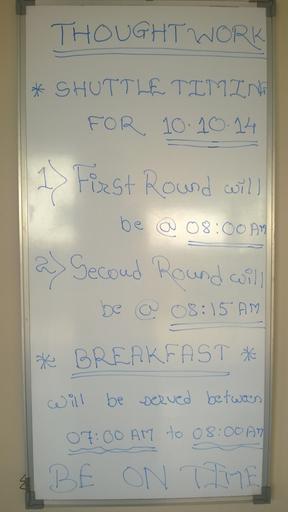 THOUGHTWORK
* SHUTTLE TIMING
FOR 10.10.14
1) First Round will
be @ 08:00 AM
2) Second Round will
be @ 08:15 AM
* BREAKFAST *
will be served between
07:00 AM to 08:00 AM
BE ON TIME